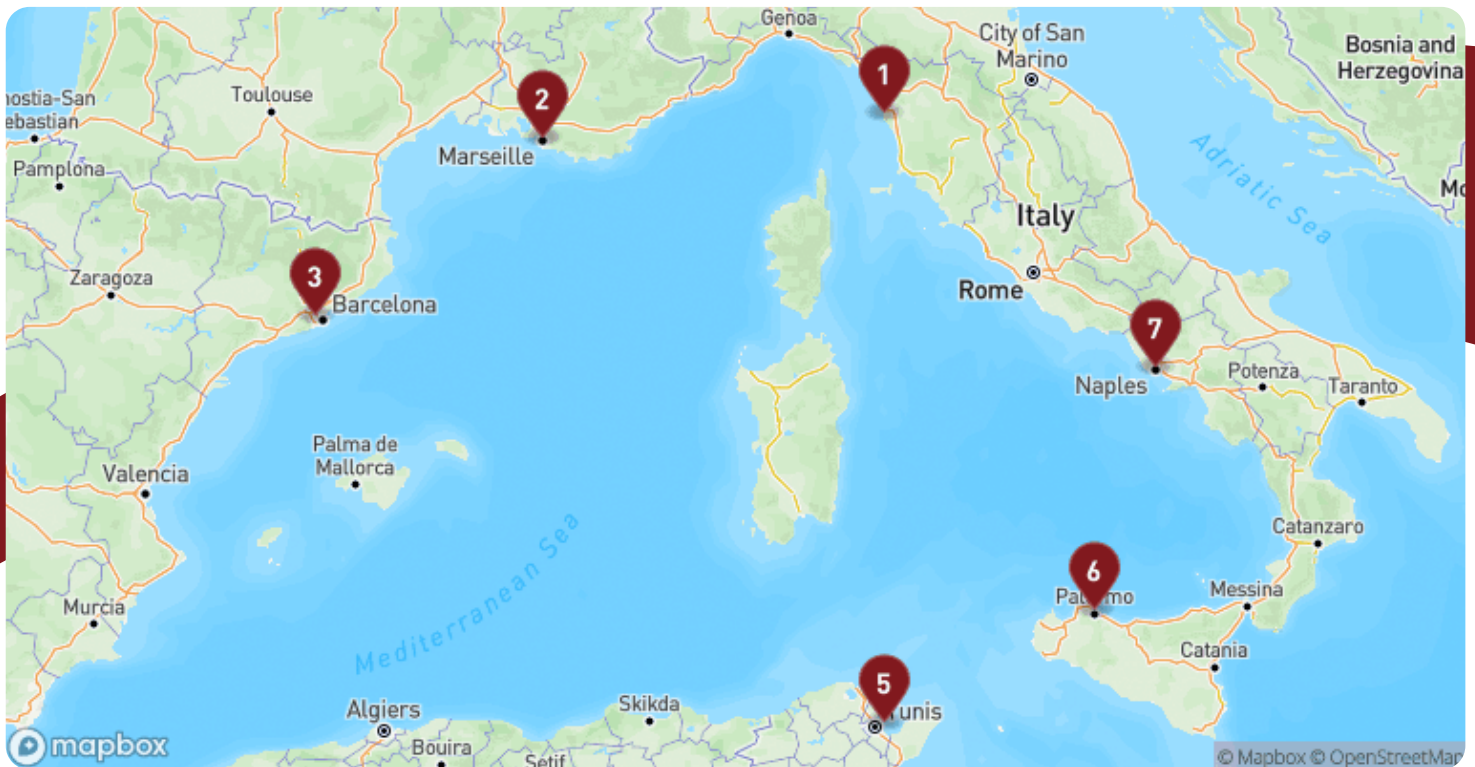 Genoa
City of San
Marino
Bosnia and
Herzegovina
1
2
Toulouse
nostia-San
ebastian
Marseille
Pamplona
Adriatic Sea
Mo
Italy
3
Zaragoza
Barcelona
Rome
7
Naples
Potenza
Taranto
Palma de
Mallorca
Valencia
Catanzaro
Mediterranean Sea
6
Messina
Murcia
Catania
5
unis
Skikda
Algiers
Bouira
Setif
mapbox
© Mapbox © OpenStreetMap